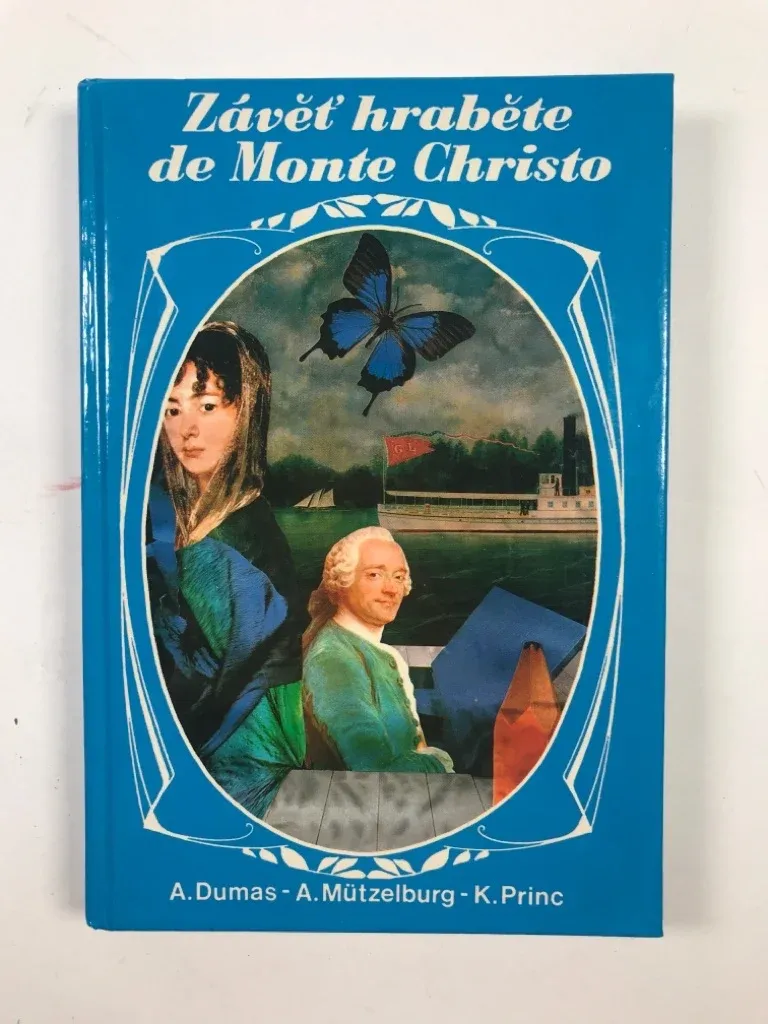 Závěť hraběte
de Monte Christo
G L
A.Dumas - A.Mützelburg - K.Princ